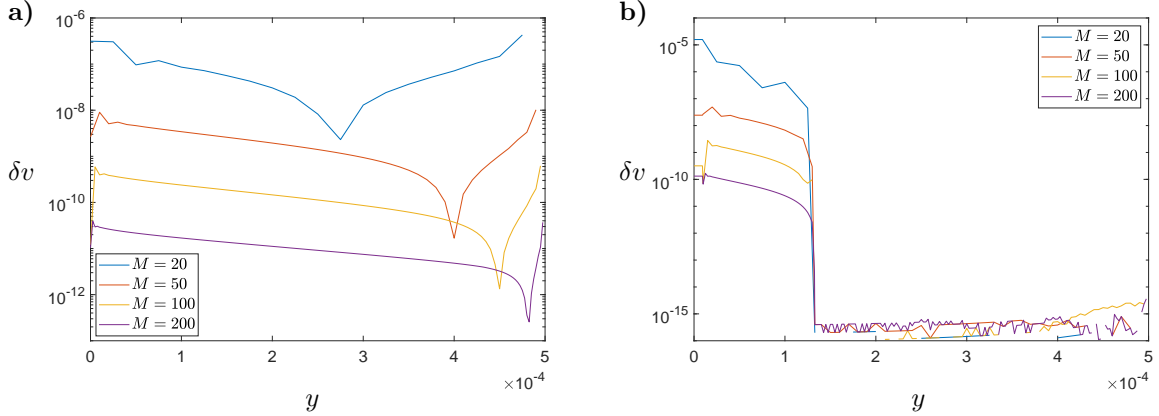 a)
10^-6
10^-8
10^-10
10^-12
δv
M = 20
M = 50
M = 100
M = 200
0 1 2 3 4 5
×10^-4
y
b)
10^-5
10^-10
10^-15
δv
M = 20
M = 50
M = 100
M = 200
0 1 2 3 4 5
×10^-4
y